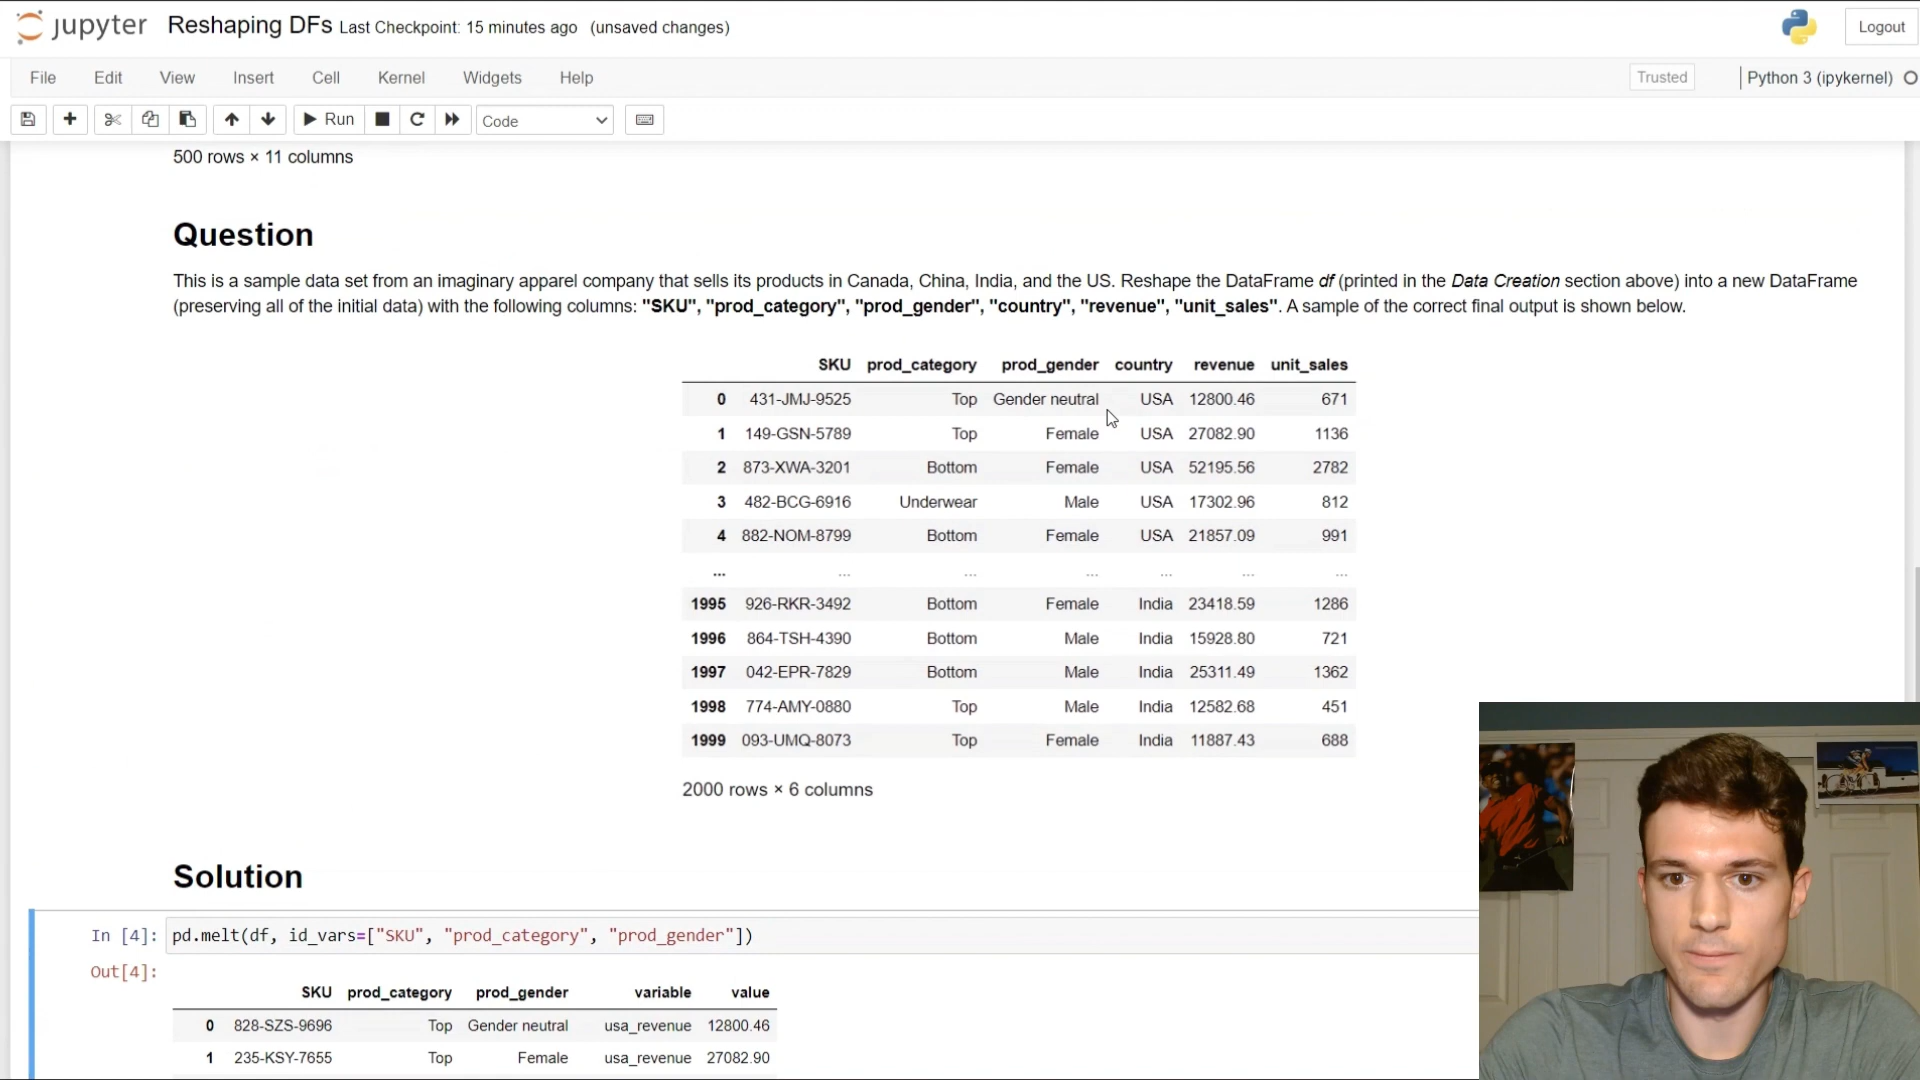 jupyter Reshaping DFs Last Checkpoint: 15 minutes ago (unsaved changes) Logout
File Edit View Insert Cell Kernel Widgets Help Trusted Python 3 (ipykernel)
Run Code
500 rows × 11 columns
Question
This is a sample data set from an imaginary apparel company that sells its products in Canada, China, India, and the US. Reshape the DataFrame df (printed in the Data Creation section above) into a new DataFrame
(preserving all of the initial data) with the following columns: "SKU", "prod_category", "prod_gender", "country", "revenue", "unit_sales". A sample of the correct final output is shown below.
SKU prod_category prod_gender country revenue unit_sales
0 431-JMJ-9525 Top Gender neutral USA 12800.46 671
1 149-GSN-5789 Top Female USA 27082.90 1136
2 873-XWA-3201 Bottom Female USA 52195.56 2782
3 482-BCG-6916 Underwear Male USA 17302.96 812
4 882-NOM-8799 Bottom Female USA 21857.09 991
... ... ... ... ... ... ...
1995 926-RKR-3492 Bottom Female India 23418.59 1286
1996 864-TSH-4390 Bottom Male India 15928.80 721
1997 042-EPR-7829 Bottom Male India 25311.49 1362
1998 774-AMY-0880 Top Male India 12582.68 451
1999 093-UMQ-8073 Top Female India 11887.43 688
2000 rows × 6 columns
Solution
In [4]: pd.melt(df, id_vars=["SKU", "prod_category", "prod_gender"])
Out[4]:
SKU prod_category prod_gender variable value
0 828-SZS-9696 Top Gender neutral usa_revenue 12800.46
1 235-KSY-7655 Top Female usa_revenue 27082.90